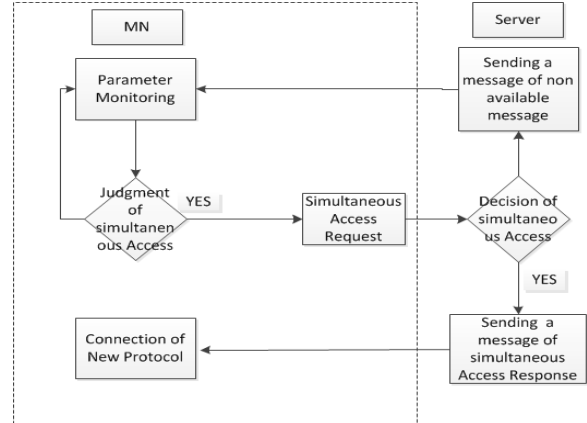 MN
Server
Parameter
Monitoring
Sending a
message of non
available
message
Judgment
of
simultanen
ous Access
YES
Simultaneous
Access
Request
Decision of
simultaneo
us Access
YES
Connection of
New Protocol
Sending a
message of
simultaneous
Access Response